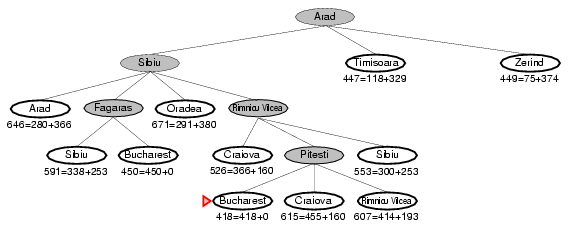 Arad
Sibiu
Timisoara
Zerind
447=118+329
449=75+374
Arad
Fagaras
Oradea
Rimnicu Vilcea
646=280+366
671=291+380
Sibiu
Bucharest
Craiova
Pitesti
Sibiu
591=338+253
450=450+0
526=366+160
553=300+253
Bucharest
Craiova
Rimnicu Vilcea
418=418+0
615=455+160
607=414+193